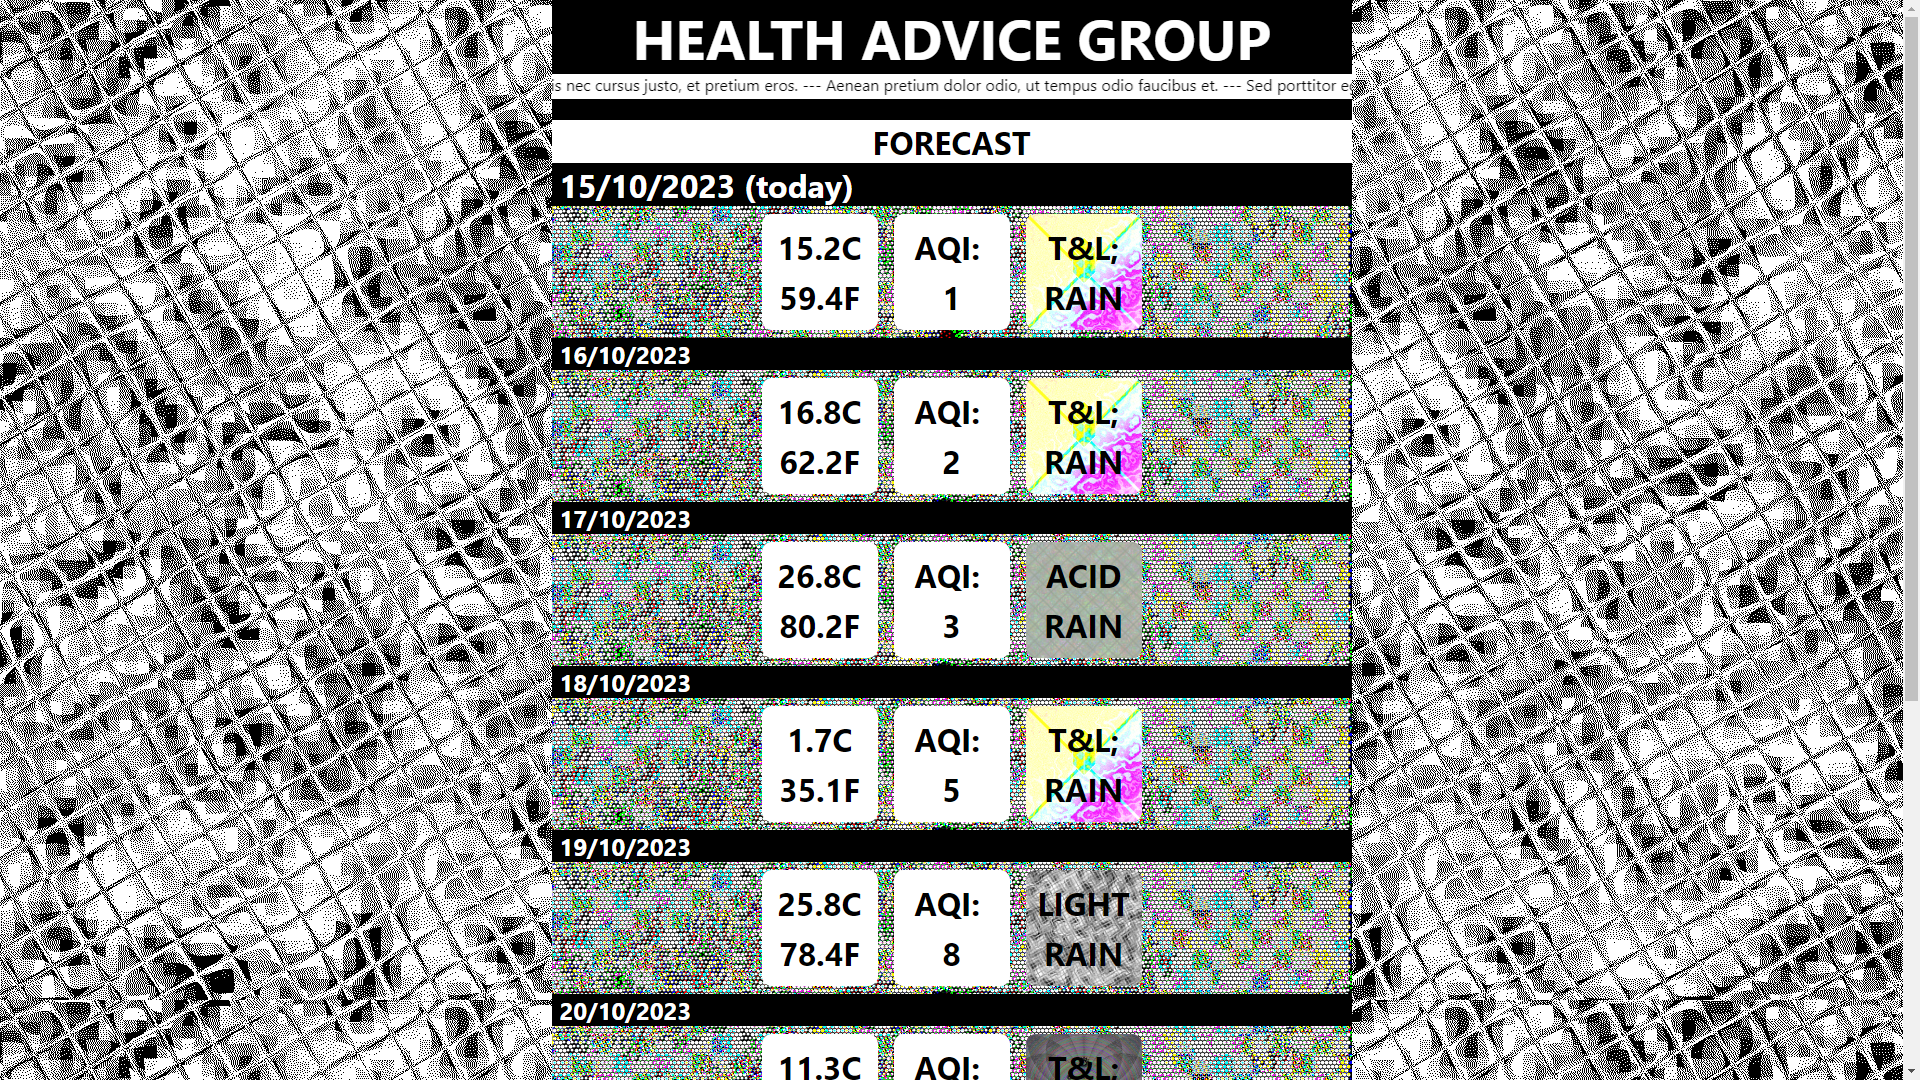 HEALTH ADVICE GROUP
is nec cursus justo, et pretium eros. --- Aenean pretium dolor odio, ut tempus odio faucibus et. --- Sed porttitor
FORECAST
15/10/2023 (today)
15.2C
59.4F
AQI:
1
T&L;
RAIN
16/10/2023
16.8C
62.2F
AQI:
2
T&L;
RAIN
17/10/2023
26.8C
80.2F
AQI:
3
ACID
RAIN
18/10/2023
1.7C
35.1F
AQI:
5
T&L;
RAIN
19/10/2023
25.8C
78.4F
AQI:
8
LIGHT
RAIN
20/10/2023
11.3C
AQI:
T&L;